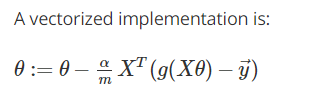 A vectorized implementation is:
θ := θ − α/m X^T (g(Xθ) − y⃗)